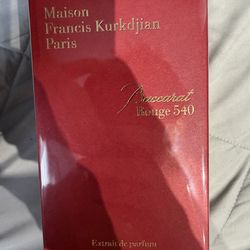 Maison
Francis Kurkdjian
Paris
Baccarat
Rouge 540
Extrait de parfum